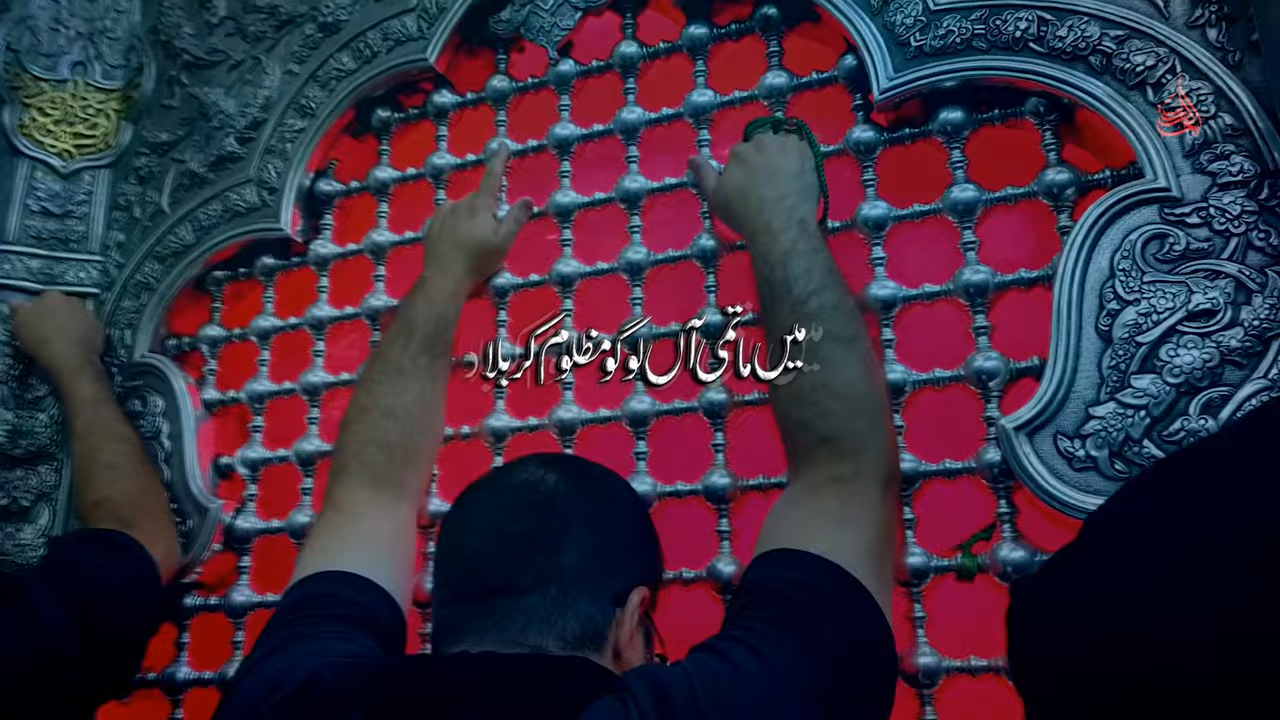 میں ماتمی آں لوگو مظلوم کربلا د